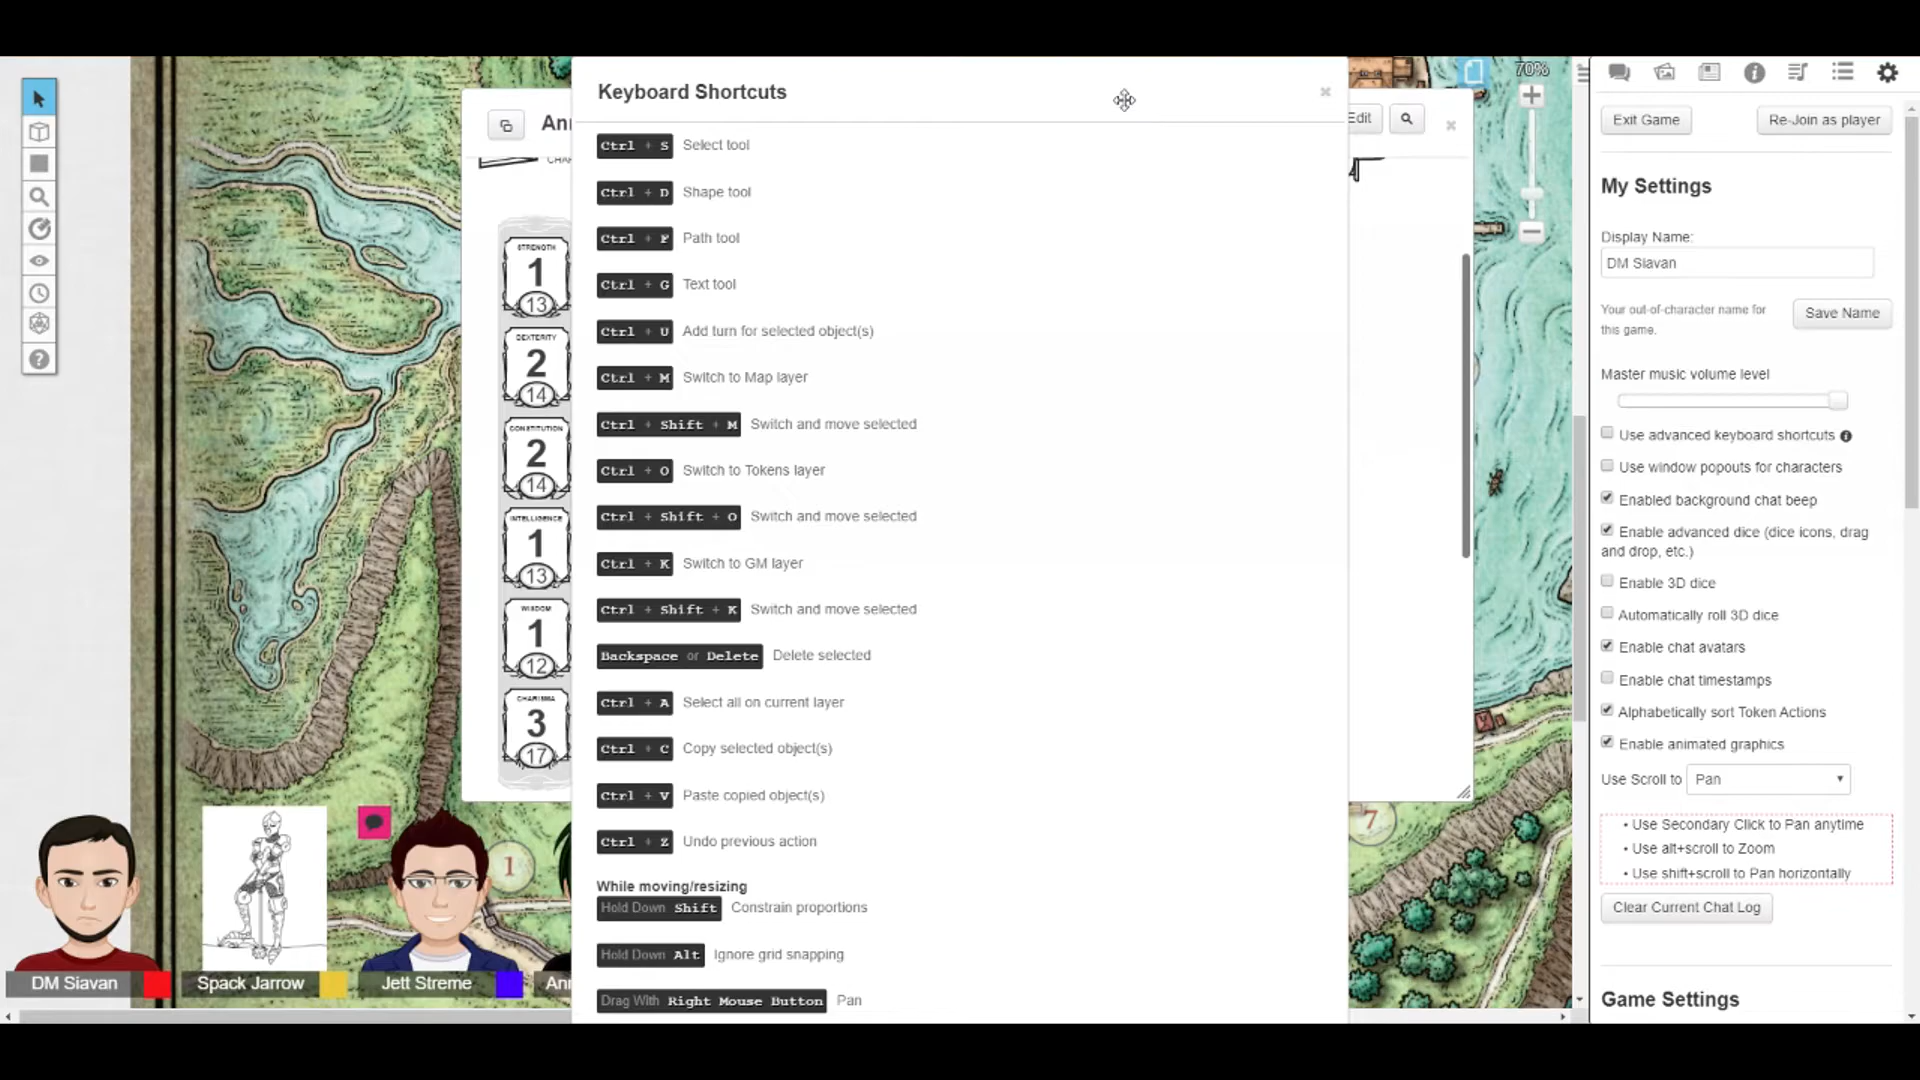 Keyboard Shortcuts
Ctrl + S Select tool
Ctrl + D Shape tool
Ctrl + F Path tool
Ctrl + G Text tool
Ctrl + U Add turn for selected object(s)
Ctrl + M Switch to Map layer
Ctrl + Shift + M Switch and move selected
Ctrl + O Switch to Tokens layer
Ctrl + Shift + O Switch and move selected
Ctrl + K Switch to GM layer
Ctrl + Shift + K Switch and move selected
Backspace or Delete Delete selected
Ctrl + A Select all on current layer
Ctrl + C Copy selected object(s)
Ctrl + V Paste copied object(s)
Ctrl + Z Undo previous action
While moving/resizing
Hold Down Shift Constrain proportions
Hold Down Alt Ignore grid snapping
Drag With Right Mouse Button Pan
STRENGTH
1
13
DEXTERITY
2
14
CONSTITUTION
2
14
INTELLIGENCE
1
13
WISDOM
1
12
CHARISMA
3
17
Edit
70%
1
7
DM Siavan
Spack Jarrow
Jett Streme
Exit Game
Re-Join as player
My Settings
Display Name:
DM Siavan
Your out-of-character name for
this game.
Save Name
Master music volume level
Use advanced keyboard shortcuts
Use window popouts for characters
Enabled background chat beep
Enable advanced dice (dice icons, drag
and drop, etc.)
Enable 3D dice
Automatically roll 3D dice
Enable chat avatars
Enable chat timestamps
Alphabetically sort Token Actions
Enable animated graphics
Use Scroll to Pan
• Use Secondary Click to Pan anytime
• Use alt+scroll to Zoom
• Use shift+scroll to Pan horizontally
Clear Current Chat Log
Game Settings